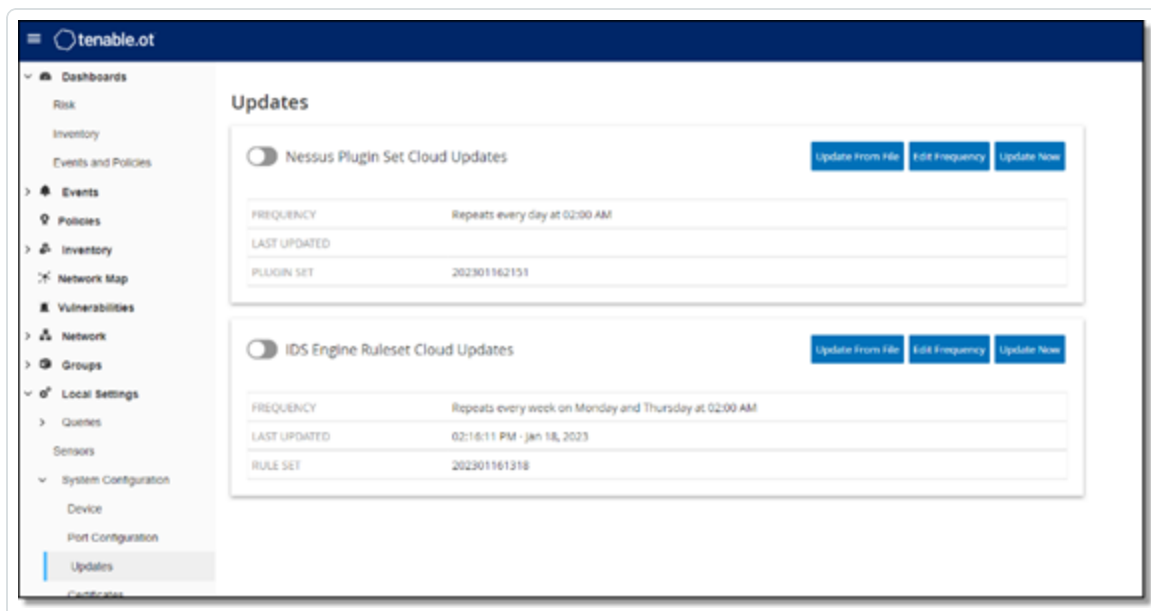 tenable.ot
Dashboards
Risk
Inventory
Events and Policies
Events
Policies
Inventory
Network Map
Vulnerabilities
Network
Groups
Local Settings
Queries
Sensors
System Configuration
Device
Port Configuration
Updates
Certificates
Updates
Nessus Plugin Set Cloud Updates
Update From File Edit Frequency Update Now
FREQUENCY Repeats every day at 02:00 AM
LAST UPDATED
PLUGIN SET 202301162151
IDS Engine Ruleset Cloud Updates
Update From File Edit Frequency Update Now
FREQUENCY Repeats every week on Monday and Thursday at 02:00 AM
LAST UPDATED 02:16:11 PM - Jan 18, 2023
RULE SET 202301161318